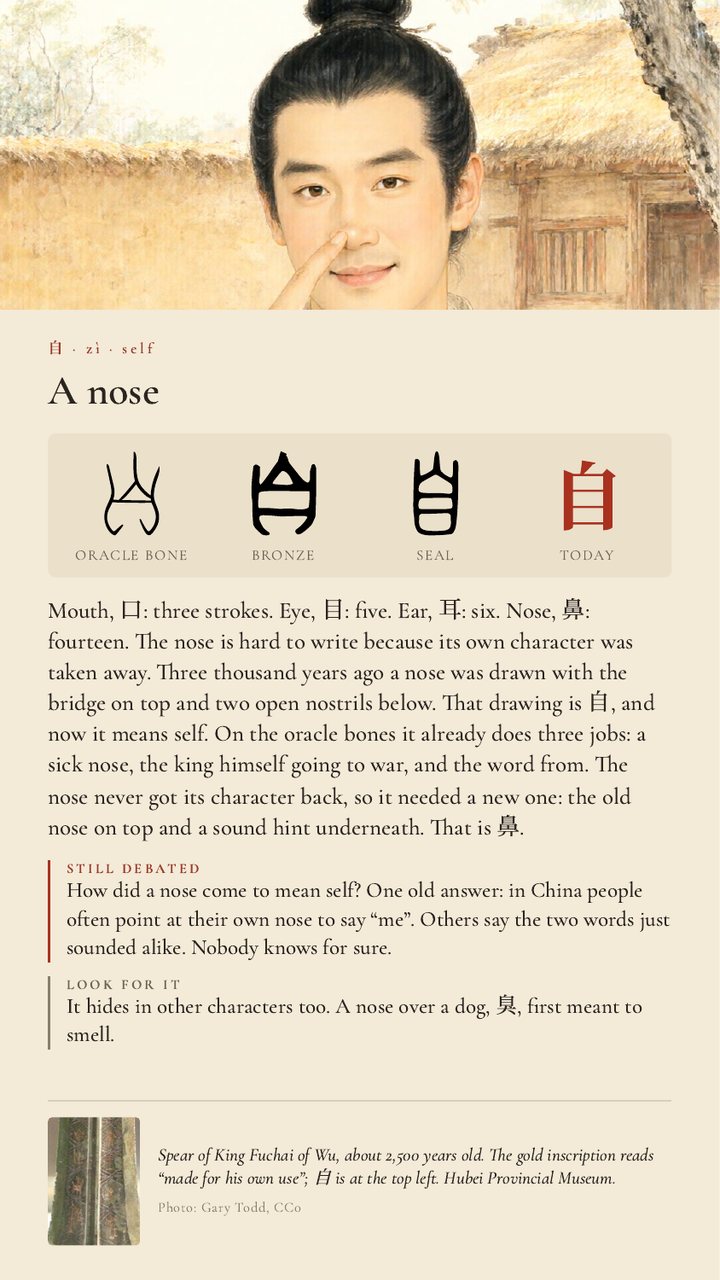 自 · zì · self
A nose
自
ORACLE BONE BRONZE SEAL TODAY
Mouth, 口: three strokes. Eye, 目: five. Ear, 耳: six. Nose, 鼻:
fourteen. The nose is hard to write because its own character was
taken away. Three thousand years ago a nose was drawn with the
bridge on top and two open nostrils below. That drawing is 自, and
now it means self. On the oracle bones it already does three jobs: a
sick nose, the king himself going to war, and the word from. The
nose never got its character back, so it needed a new one: the old
nose on top and a sound hint underneath. That is 鼻.
STILL DEBATED
How did a nose come to mean self? One old answer: in China people
often point at their own nose to say “me”. Others say the two words just
sounded alike. Nobody knows for sure.
LOOK FOR IT
It hides in other characters too. A nose over a dog, 臭, first meant to
smell.
Spear of King Fuchai of Wu, about 2,500 years old. The gold inscription reads
“made for his own use”; 自 is at the top left. Hubei Provincial Museum.
Photo: Gary Todd, CC0